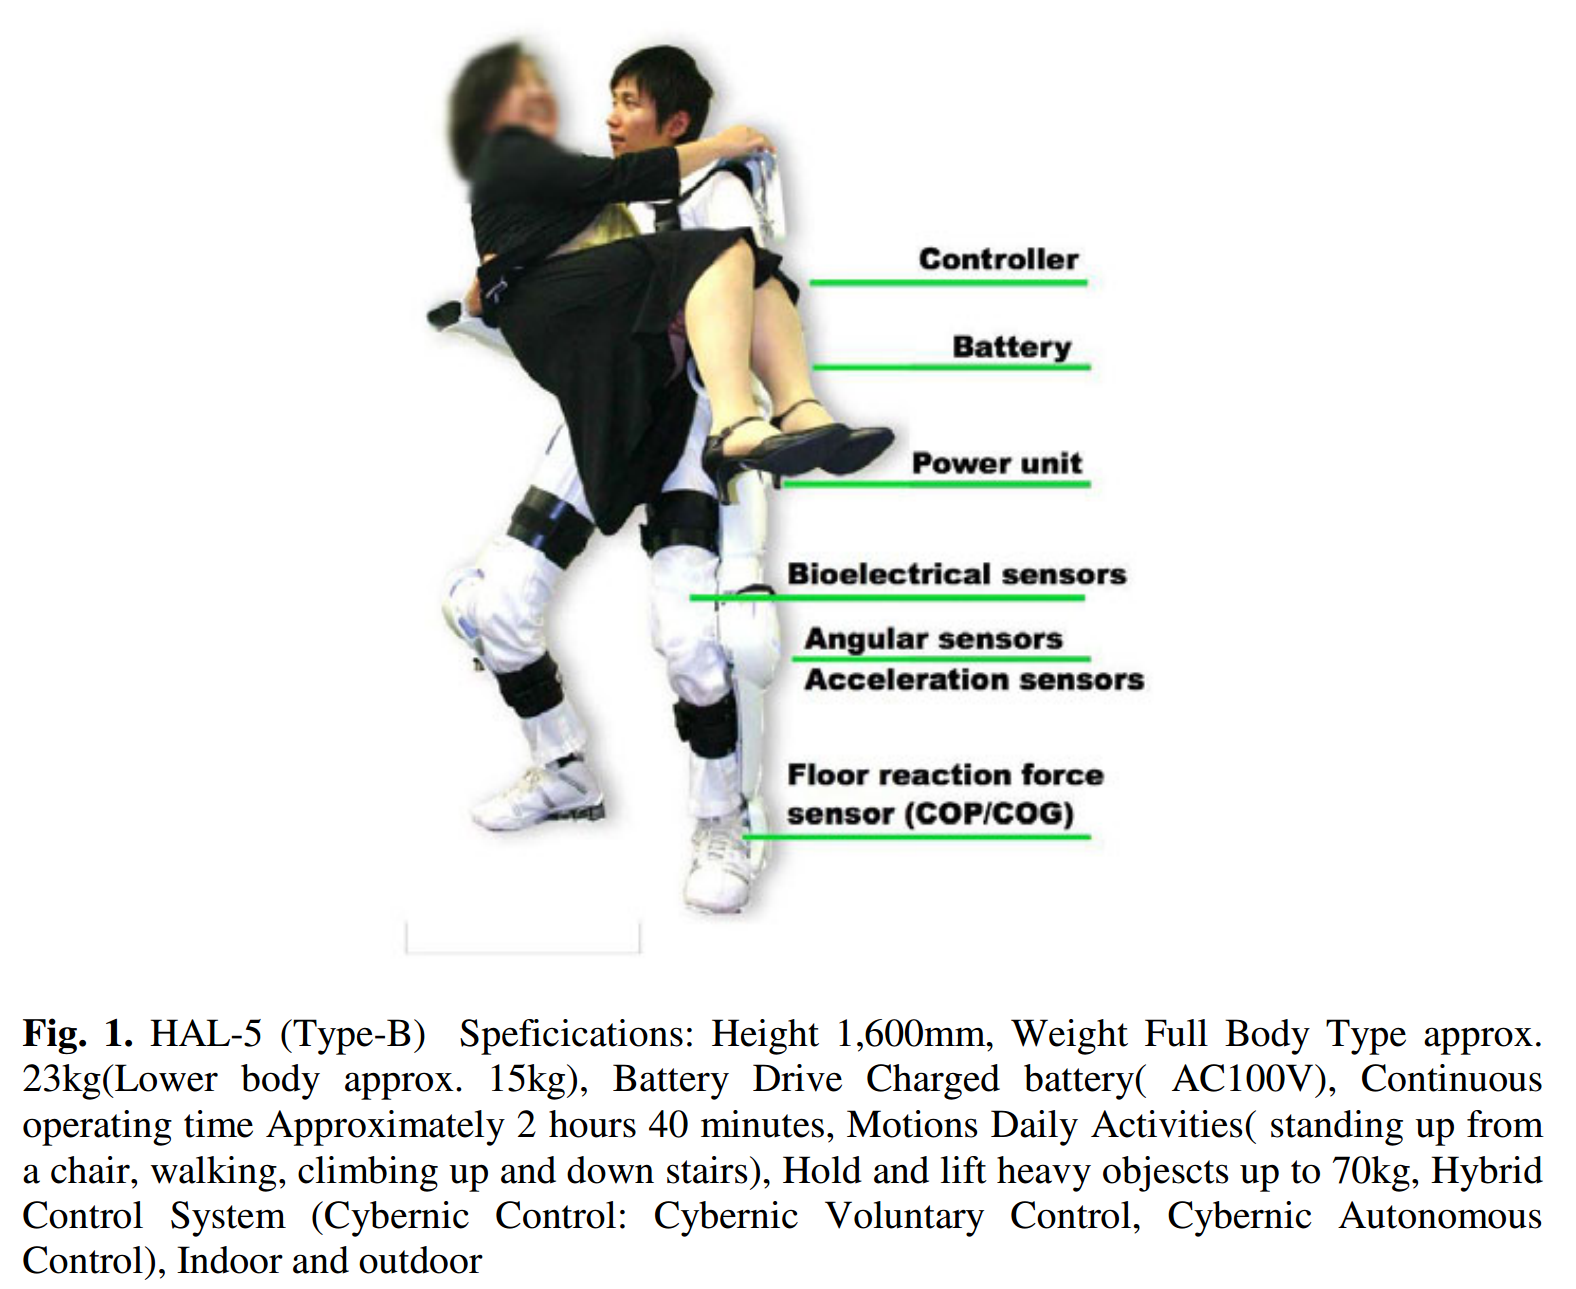 Controller
Battery
Power unit
Bioelectrical sensors
Angular sensors
Acceleration sensors
Floor reaction force
sensor (COP/COG)
Fig. 1. HAL-5 (Type-B) Speficications: Height 1,600mm, Weight Full Body Type approx.
23kg(Lower body approx. 15kg), Battery Drive Charged battery( AC100V), Continuous
operating time Approximately 2 hours 40 minutes, Motions Daily Activities( standing up from
a chair, walking, climbing up and down stairs), Hold and lift heavy objescts up to 70kg, Hybrid
Control System (Cybernic Control: Cybernic Voluntary Control, Cybernic Autonomous
Control), Indoor and outdoor